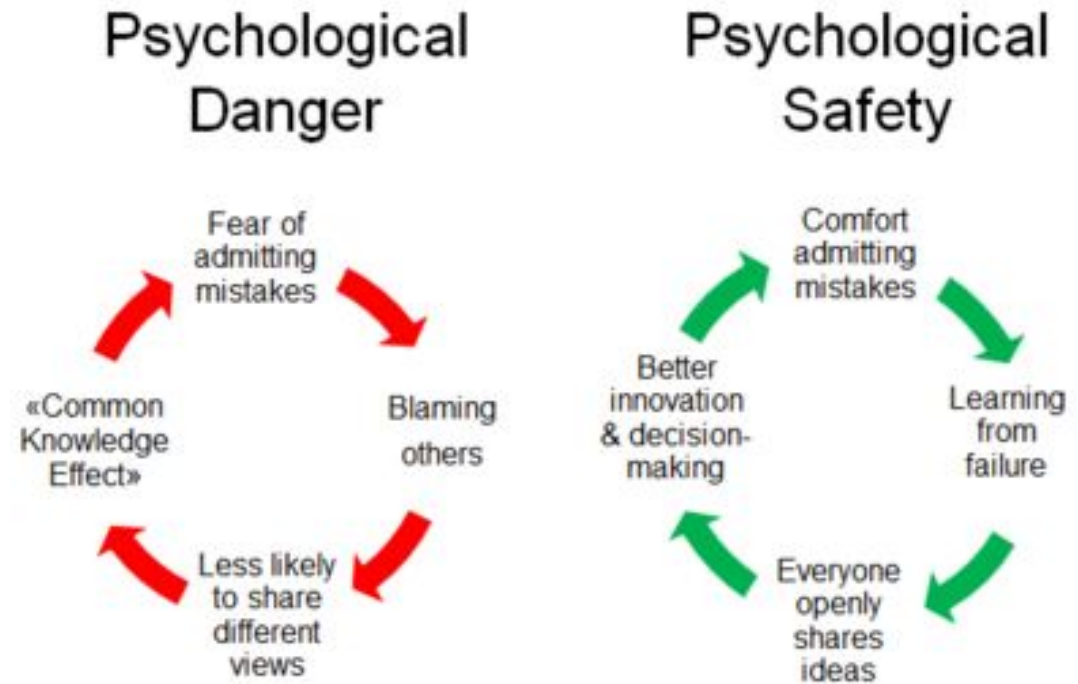 Psychological
Danger
Fear of
admitting
mistakes
Blaming
others
Less likely
to share
different
views
«Common
Knowledge
Effect»
Psychological
Safety
Comfort
admitting
mistakes
Learning
from
failure
Everyone
openly
shares
ideas
Better
innovation
& decision-
making